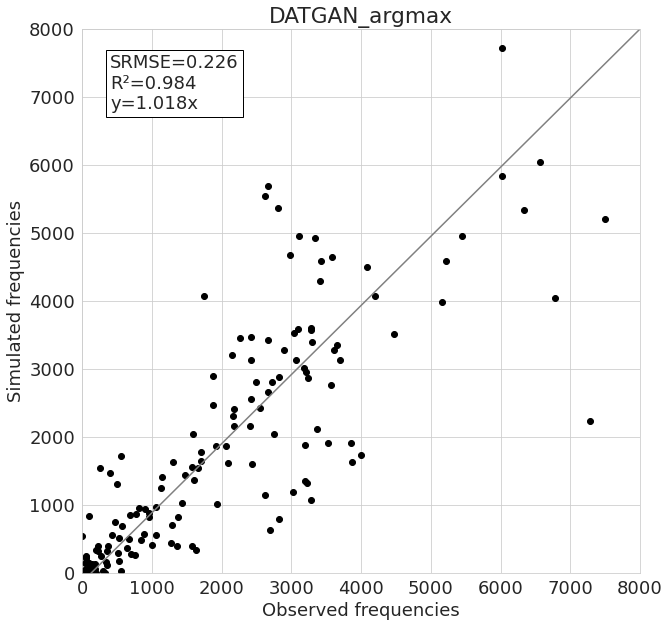 DATGAN_argmax
8000
SRMSE=0.226
R²=0.984
y=1.018x
7000
6000
5000
4000
3000
2000
1000
0
Simulated frequencies
0 1000 2000 3000 4000 5000 6000 7000 8000
Observed frequencies